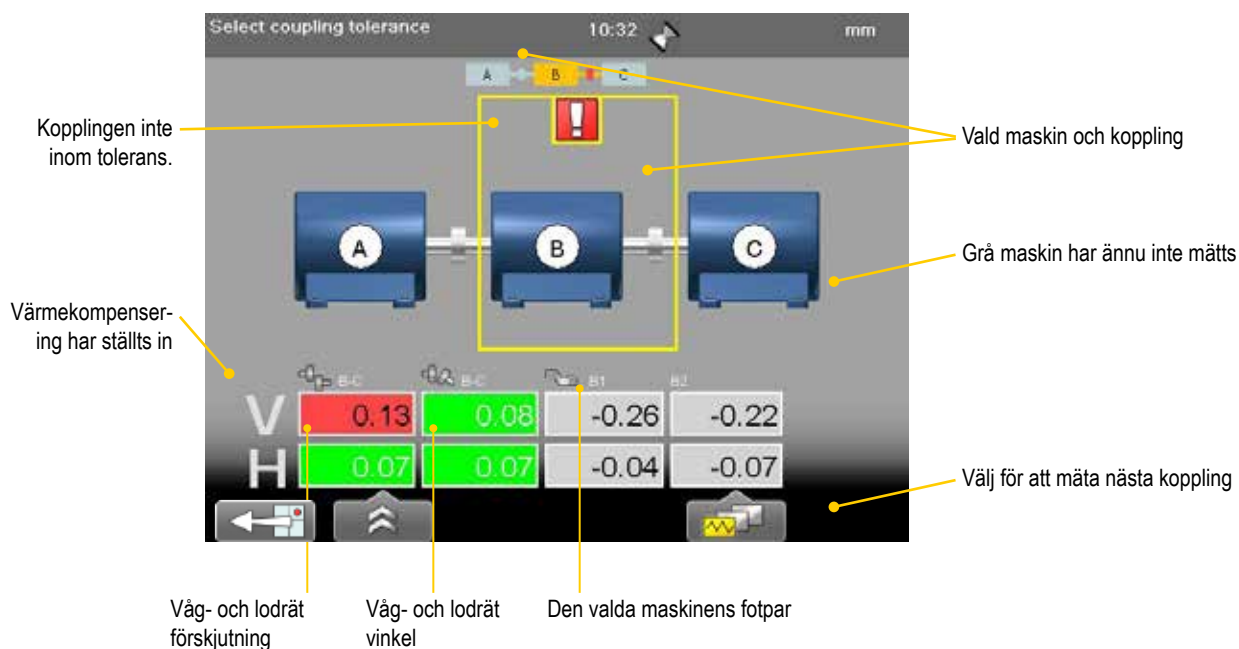 Select coupling tolerance 10:32 mm
A B C
Kopplingen inte
inom tolerans.
Vald maskin och koppling
A B C
Grå maskin har ännu inte mätts
Värmekompenser-
ing har ställts in
B-C B-C B1 B2
V 0.13 0.08 -0.26 -0.22
H 0.07 0.07 -0.04 -0.07
Välj för att mäta nästa koppling
Våg- och lodrät
förskjutning
Våg- och lodrät
vinkel
Den valda maskinens fotpar